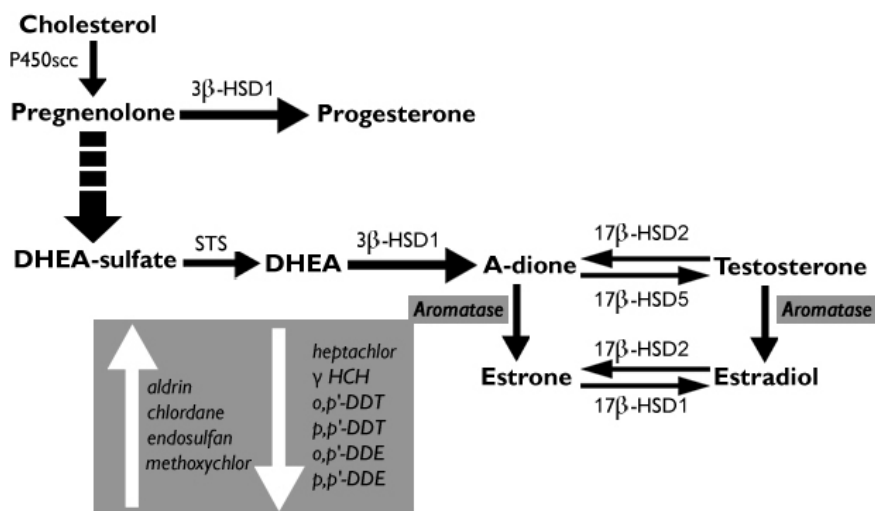 Cholesterol
P450scc
3β-HSD1
Pregnenolone
Progesterone
STS
3β-HSD1
17β-HSD2
DHEA-sulfate
DHEA
A-dione
Testosterone
17β-HSD5
Aromatase
Aromatase
17β-HSD2
Estrone
Estradiol
17β-HSD1
aldrin
chlordane
endosulfan
methoxychlor
heptachlor
γ HCH
o,p'-DDT
p,p'-DDT
o,p'-DDE
p,p'-DDE